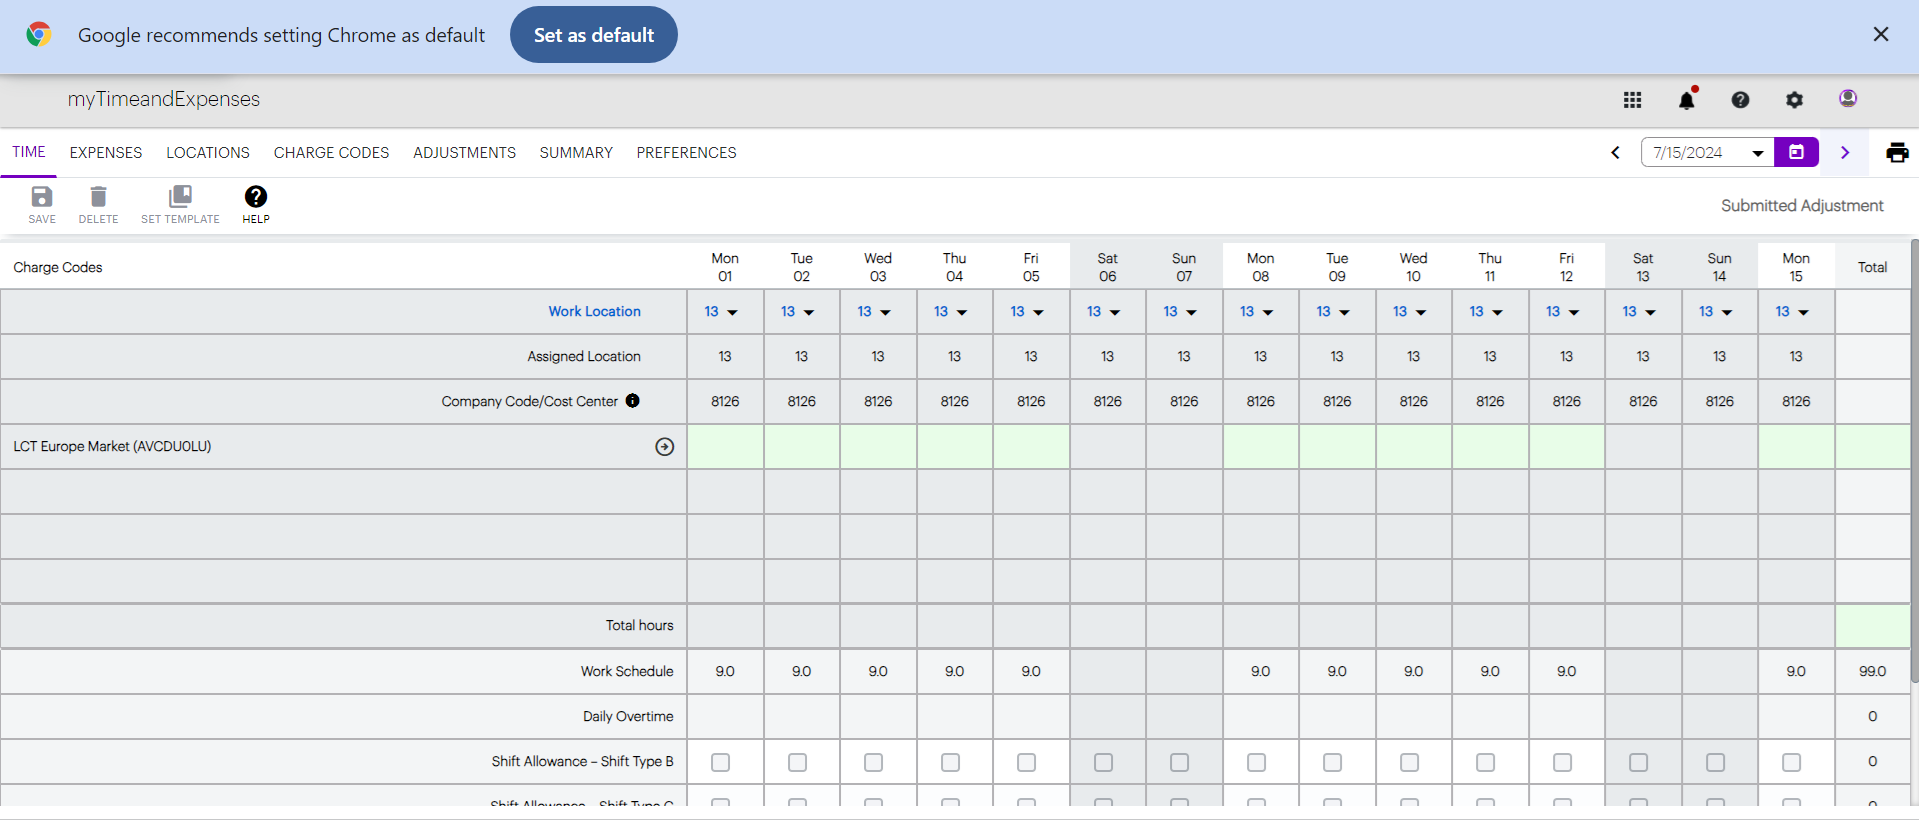 Google recommends setting Chrome as default Set as default
myTimeandExpenses
TIME EXPENSES LOCATIONS CHARGE CODES ADJUSTMENTS SUMMARY PREFERENCES 7/15/2024
SAVE DELETE SET TEMPLATE HELP Submitted Adjustment
Charge Codes Mon 01 Tue 02 Wed 03 Thu 04 Fri 05 Sat 06 Sun 07 Mon 08 Tue 09 Wed 10 Thu 11 Fri 12 Sat 13 Sun 14 Mon 15 Total
Work Location 13 13 13 13 13 13 13 13 13 13 13 13 13 13 13
Assigned Location 13 13 13 13 13 13 13 13 13 13 13 13 13 13 13
Company Code/Cost Center 8126 8126 8126 8126 8126 8126 8126 8126 8126 8126 8126 8126 8126 8126 8126
LCT Europe Market (AVCDU0LU)
Total hours
Work Schedule 9.0 9.0 9.0 9.0 9.0 9.0 9.0 9.0 9.0 9.0 9.0 99.0
Daily Overtime 0
Shift Allowance – Shift Type B 0
Shift Allowance – Shift Type C 0